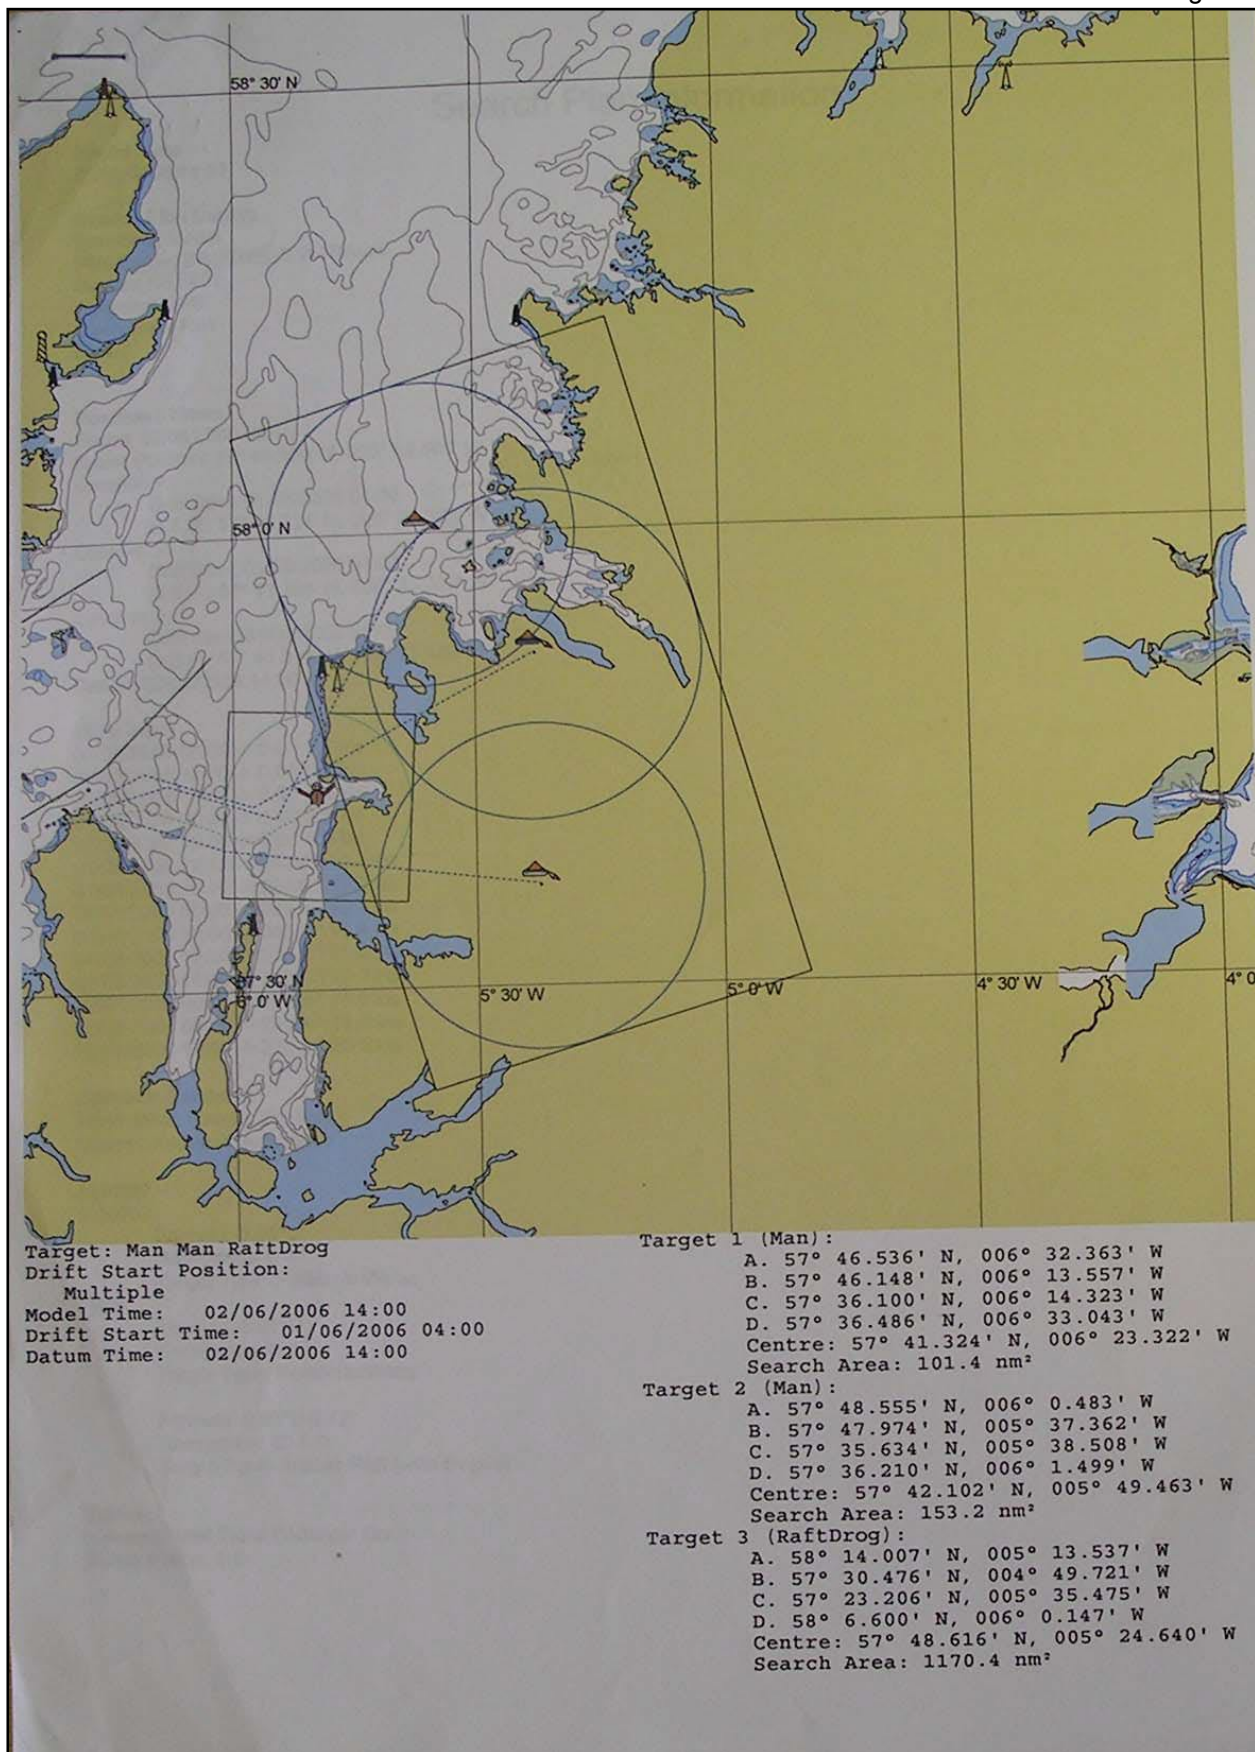 58° 30' N
58° 0' N
57° 30' N
6° 0' W
5° 30' W
5° 0' W
4° 30' W
4° 0
Target: Man Man RaftDrog
Drift Start Position:
Multiple
Model Time: 02/06/2006 14:00
Drift Start Time: 01/06/2006 04:00
Datum Time: 02/06/2006 14:00
Target 1 (Man):
A. 57° 46.536' N, 006° 32.363' W
B. 57° 46.148' N, 006° 13.557' W
C. 57° 36.100' N, 006° 14.323' W
D. 57° 36.486' N, 006° 33.043' W
Centre: 57° 41.324' N, 006° 23.322' W
Search Area: 101.4 nm²
Target 2 (Man):
A. 57° 48.555' N, 006° 0.483' W
B. 57° 47.974' N, 005° 37.362' W
C. 57° 35.634' N, 005° 38.508' W
D. 57° 36.210' N, 006° 1.499' W
Centre: 57° 42.102' N, 005° 49.463' W
Search Area: 153.2 nm²
Target 3 (RaftDrog):
A. 58° 14.007' N, 005° 13.537' W
B. 57° 30.476' N, 004° 49.721' W
C. 57° 23.206' N, 005° 35.475' W
D. 58° 6.600' N, 006° 0.147' W
Centre: 57° 48.616' N, 005° 24.640' W
Search Area: 1170.4 nm²